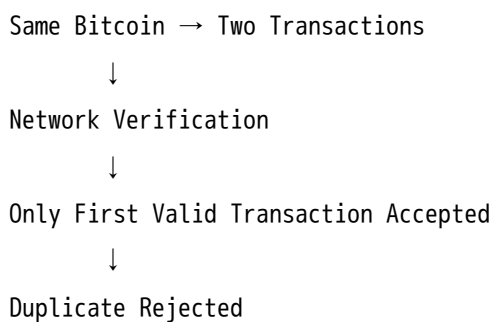 Same Bitcoin → Two Transactions
↓
Network Verification
↓
Only First Valid Transaction Accepted
↓
Duplicate Rejected